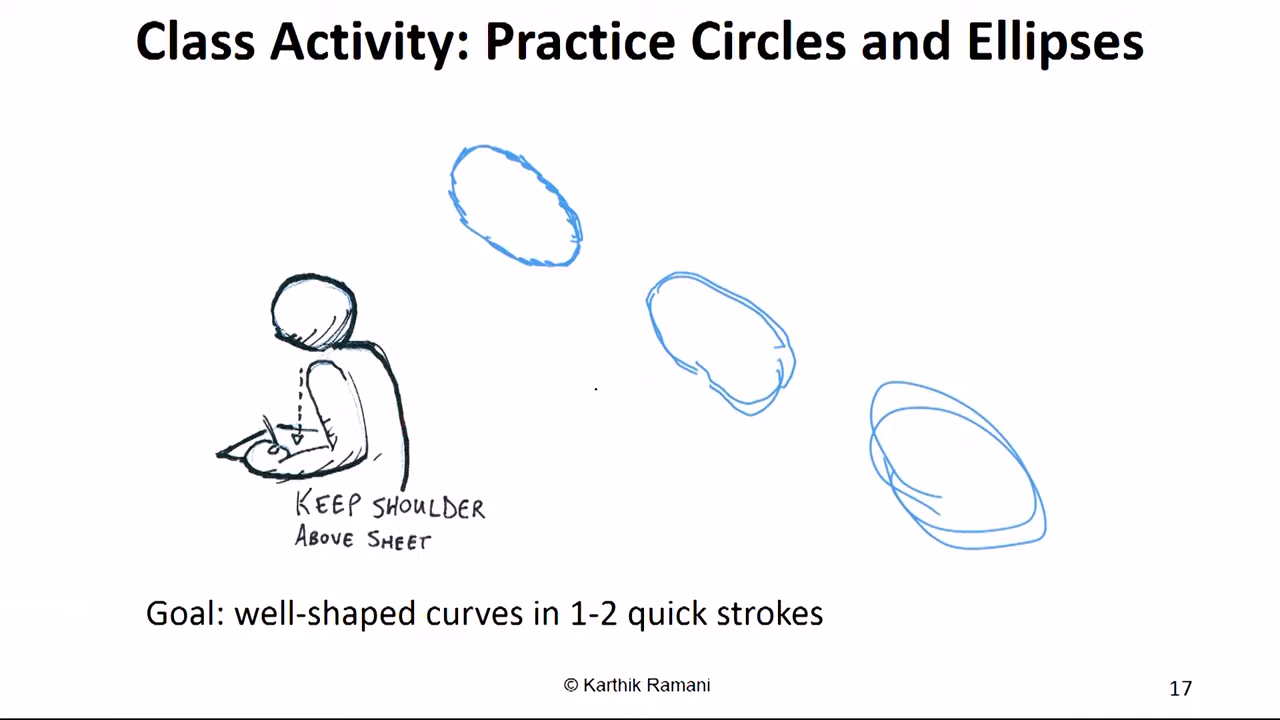 Class Activity: Practice Circles and Ellipses
KEEP SHOULDER
ABOVE SHEET
Goal: well-shaped curves in 1-2 quick strokes
© Karthik Ramani
17